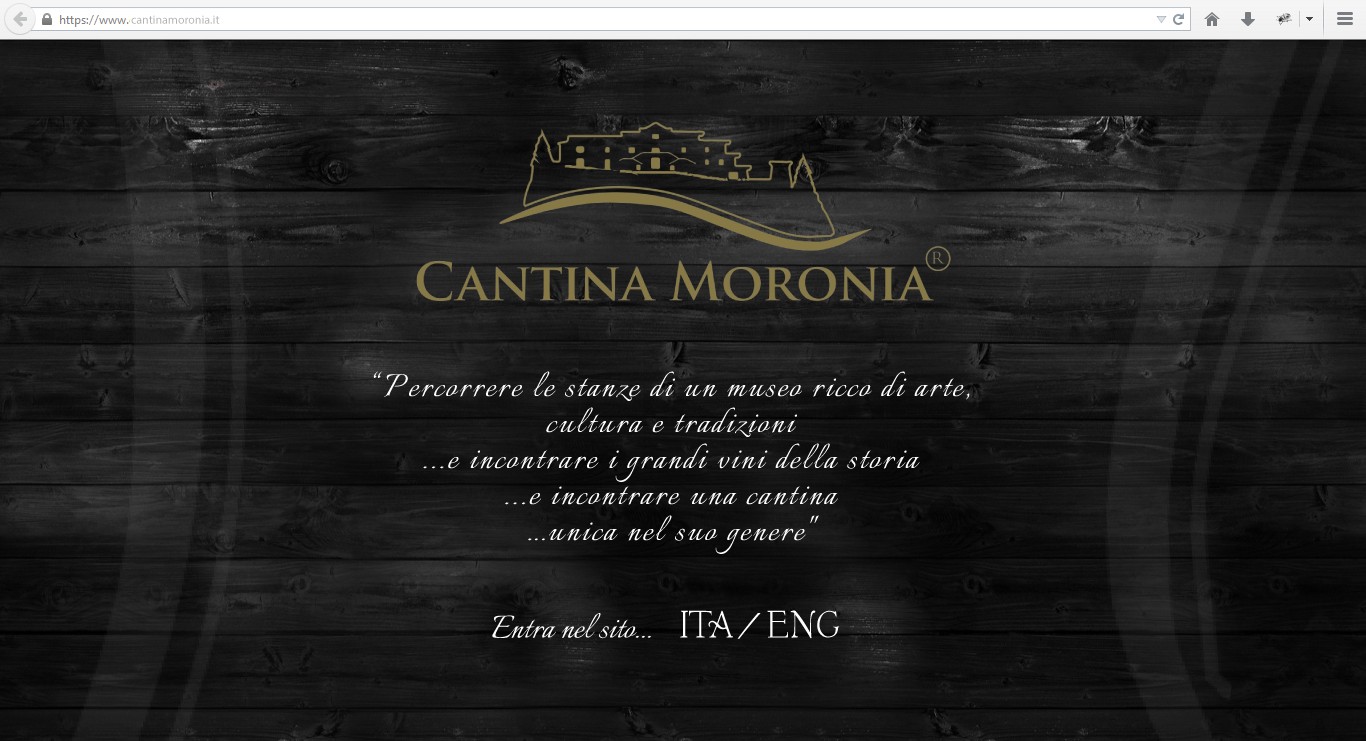 https://www.cantinamoronia.it
CANTINA MORONIA®
“Percorrere le stanze di un museo ricco di arte,
cultura e tradizioni
...e incontrare i grandi vini della storia
...e incontrare una cantina
...unica nel suo genere"
Entra nel sito... ITA / ENG